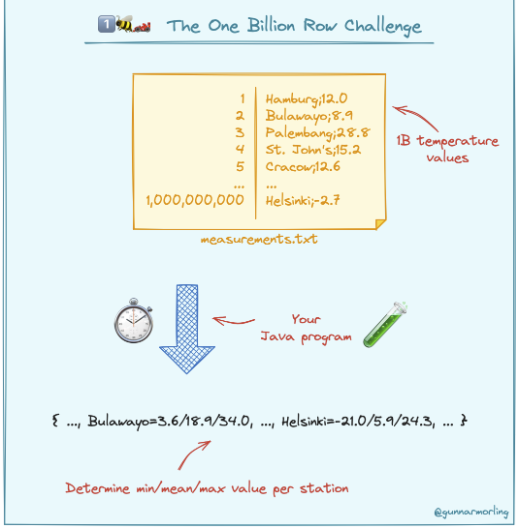 1 The One Billion Row Challenge
1 Hamburg;12.0
2 Bulawayo;8.9
3 Palembang;28.8
4 St. John's;15.2
5 Cracow;12.6
... ...
1,000,000,000 Helsinki;-2.7
1B temperature
values
measurements.txt
Your
Java program
{ ..., Bulawayo=3.6/18.9/34.0, ..., Helsinki=-21.0/5.9/24.3, ... }
Determine min/mean/max value per station
@gunnarmorling